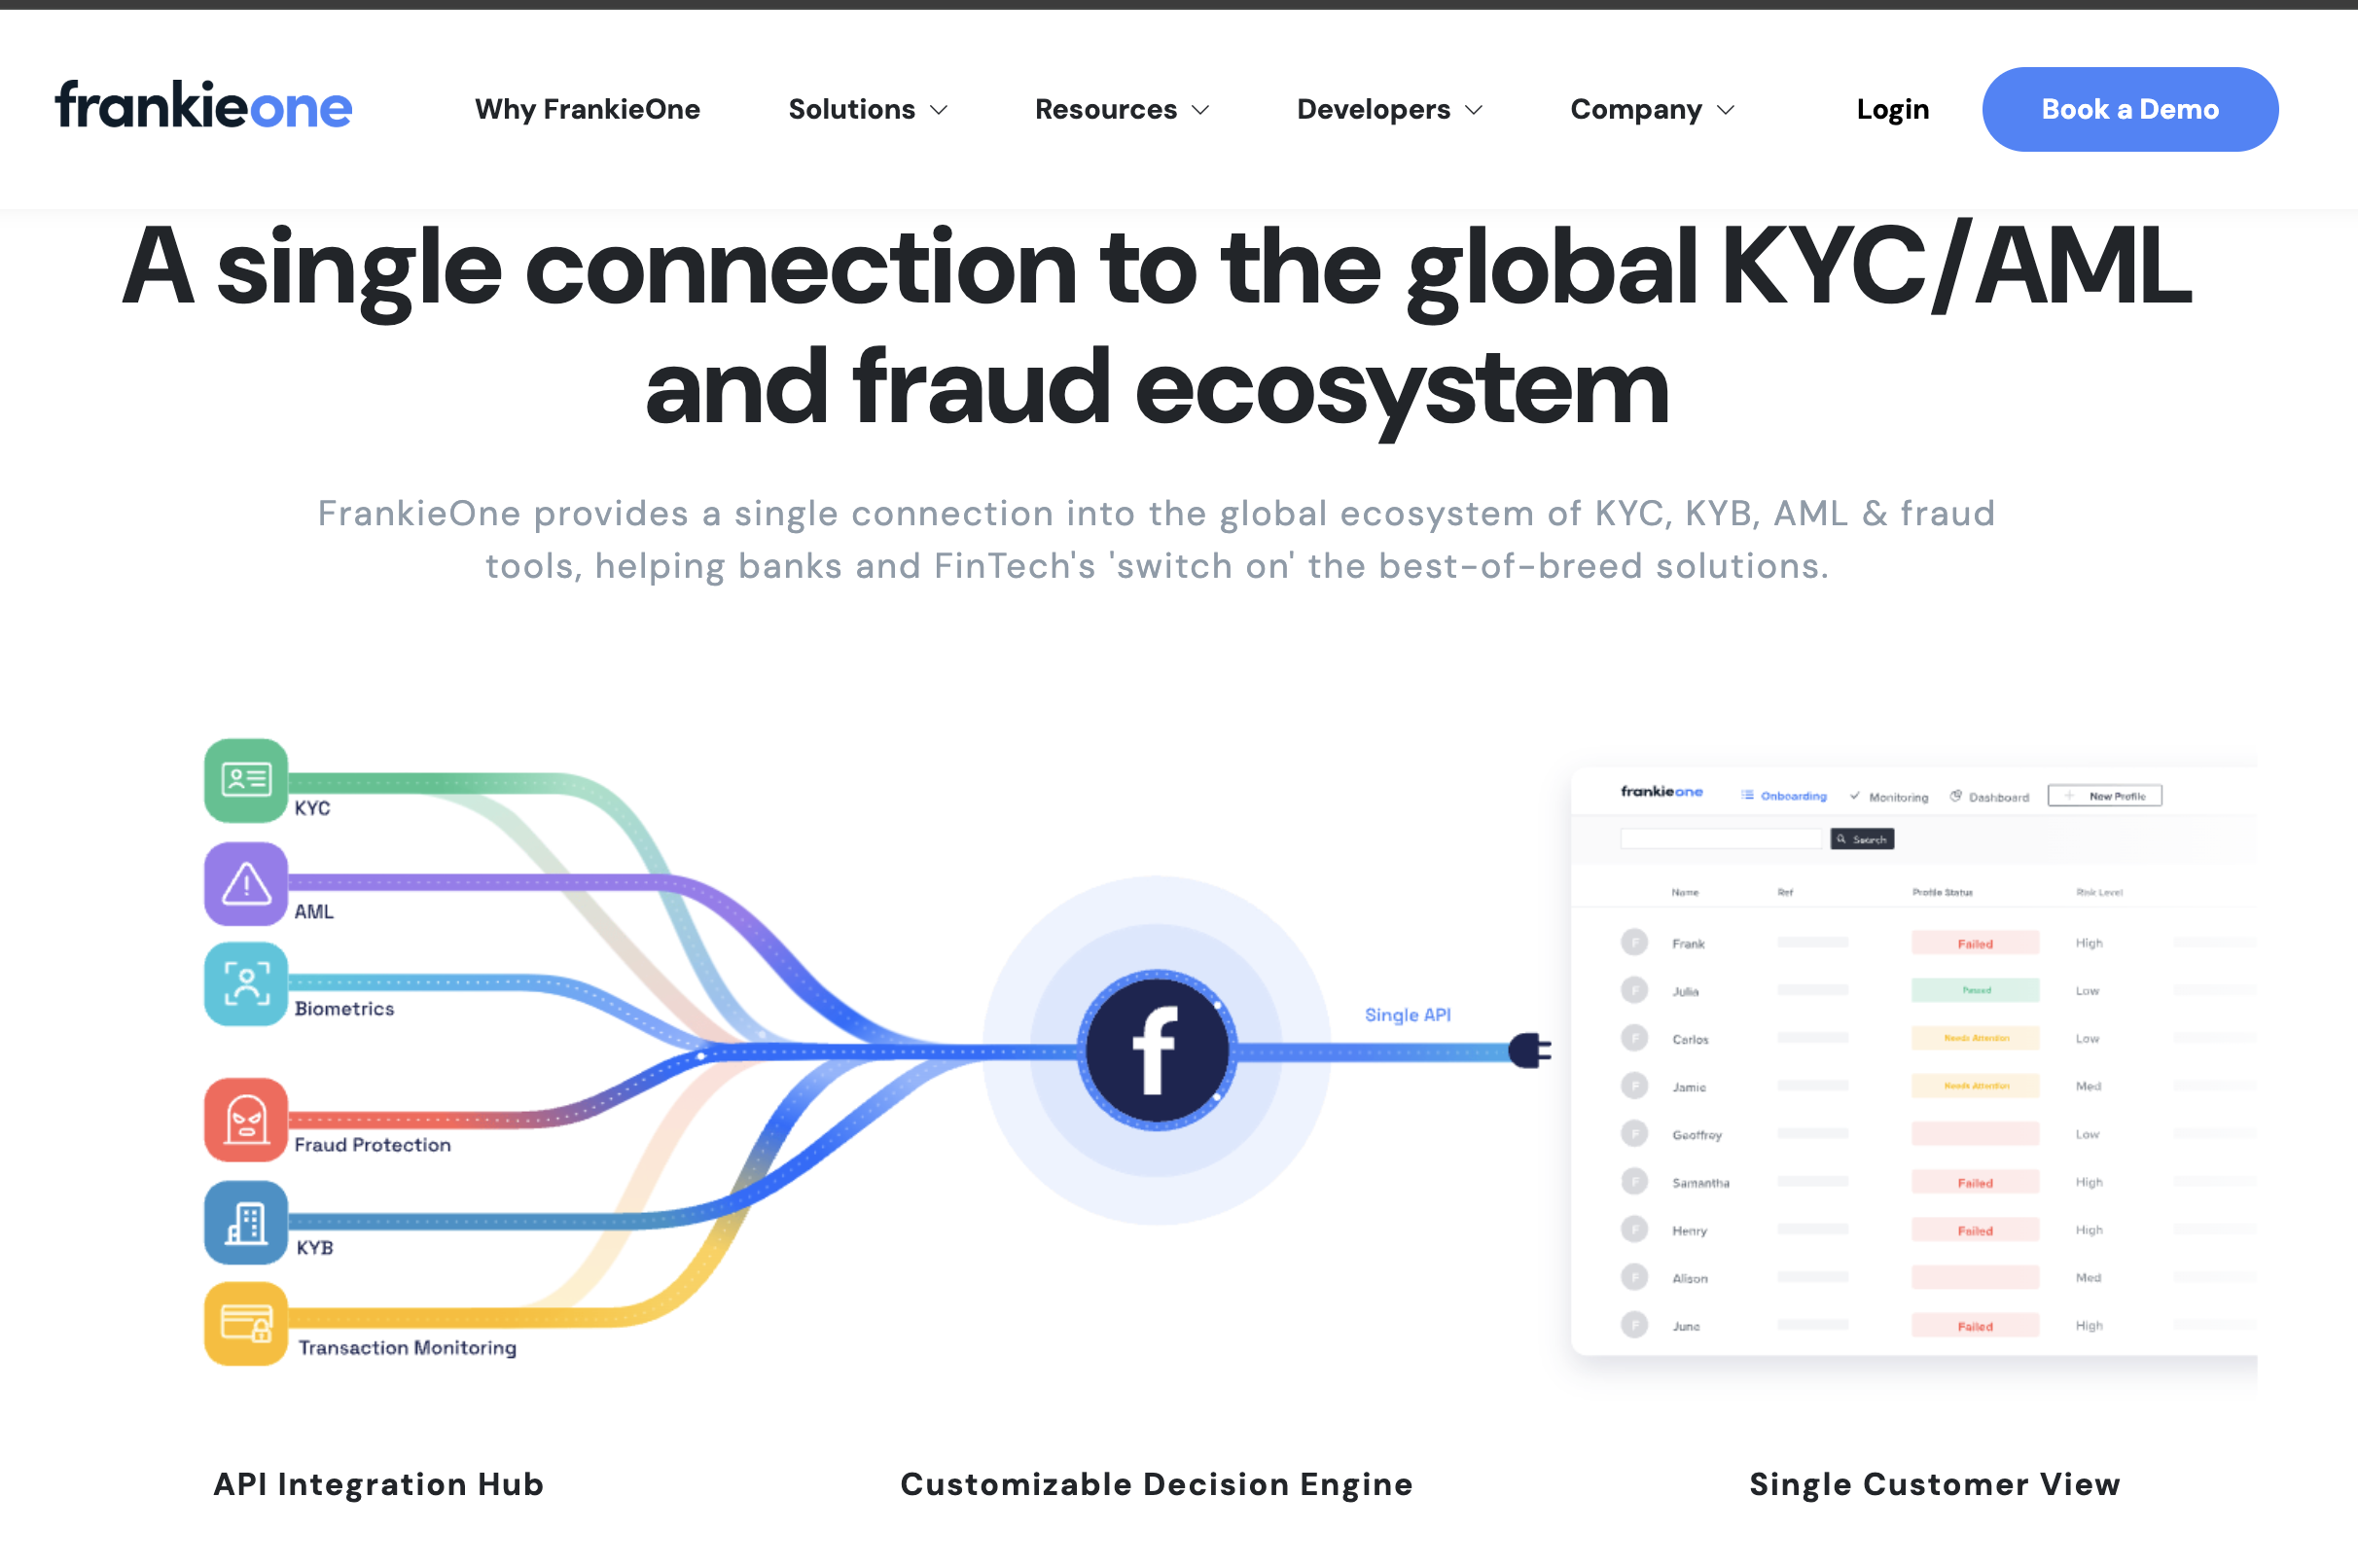 frankieone
Why FrankieOne
Solutions
Resources
Developers
Company
Login
Book a Demo
A single connection to the global KYC/AML
and fraud ecosystem
FrankieOne provides a single connection into the global ecosystem of KYC, KYB, AML & fraud
tools, helping banks and FinTech's 'switch on' the best-of-breed solutions.
KYC
AML
Biometrics
Fraud Protection
KYB
Transaction Monitoring
f
Single API
frankieone
Onboarding
Monitoring
Dashboard
+ New Profile
Search
Name Ref Profile Status Risk Level
F Frank Failed High
F Julia Passed Low
F Carlos Needs Attention Low
F Jamie Needs Attention Med
F Geoffrey Low
F Samantha Failed High
F Henry Failed High
F Alison Med
F June Failed High
API Integration Hub
Customizable Decision Engine
Single Customer View